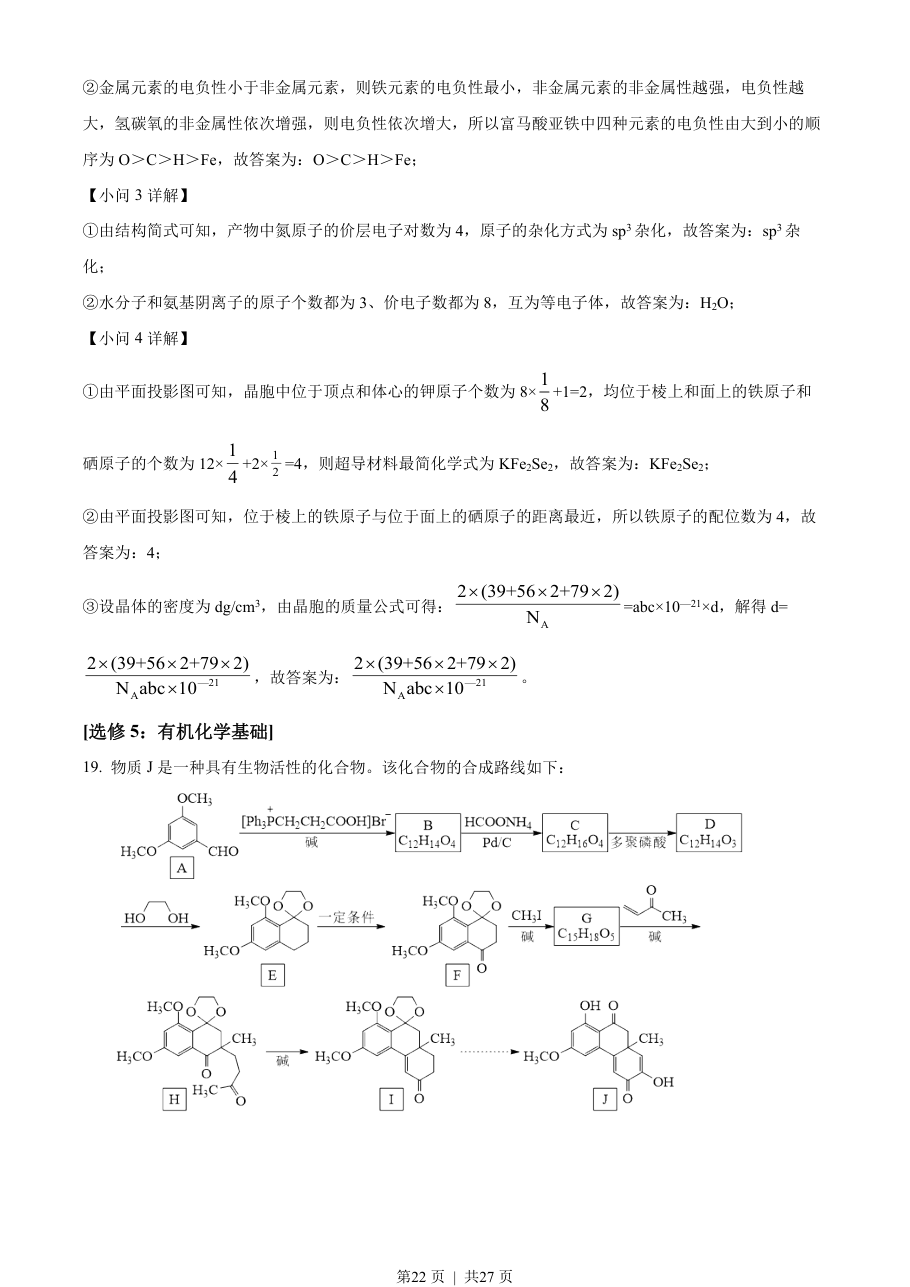 ②金属元素的电负性小于非金属元素，则铁元素的电负性最小，非金属元素的非金属性越强，电负性越
大，氢碳氧的非金属性依次增强，则电负性依次增大，所以富马酸亚铁中四种元素的电负性由大到小的顺
序为 O＞C＞H＞Fe，故答案为：O＞C＞H＞Fe；
【小问 3 详解】
①由结构简式可知，产物中氮原子的价层电子对数为 4，原子的杂化方式为 sp³ 杂化，故答案为：sp³ 杂
化；
②水分子和氨基阴离子的原子个数都为 3、价电子数都为 8，互为等电子体，故答案为：H₂O；
【小问 4 详解】
①由平面投影图可知，晶胞中位于顶点和体心的钾原子个数为 8×1/8+1=2，均位于棱上和面上的铁原子和
硒原子的个数为 12×1/4+2×1/2=4，则超导材料最简化学式为 KFe₂Se₂，故答案为：KFe₂Se₂；
②由平面投影图可知，位于棱上的铁原子与位于面上的硒原子的距离最近，所以铁原子的配位数为 4，故
答案为：4；
③设晶体的密度为 dg/cm³，由晶胞的质量公式可得：2×(39+56×2+79×2)/N_A=abc×10⁻²¹×d，解得 d=
2×(39+56×2+79×2)/N_Aabc×10⁻²¹，故答案为：2×(39+56×2+79×2)/N_Aabc×10⁻²¹。
[选修 5：有机化学基础]
19. 物质 J 是一种具有生物活性的化合物。该化合物的合成路线如下：
OCH₃
H₃CO CHO
A
[Ph₃P⁺CH₂CH₂COOH]Br⁻
碱
B
C₁₂H₁₄O₄
HCOONH₄
Pd/C
C
C₁₂H₁₆O₄
多聚磷酸
D
C₁₂H₁₄O₃
HO OH
H₃CO O O
H₃CO
E
一定条件
H₃CO O O
H₃CO
O
F
CH₃I
碱
G
C₁₅H₁₈O₅
O
CH₃
碱
H₃CO O O
CH₃
H₃CO
O
H₃C O
H
碱
H₃CO O O
CH₃
H₃CO
O
I
OH O
CH₃
H₃CO
OH
O
J
第22 页 | 共27 页